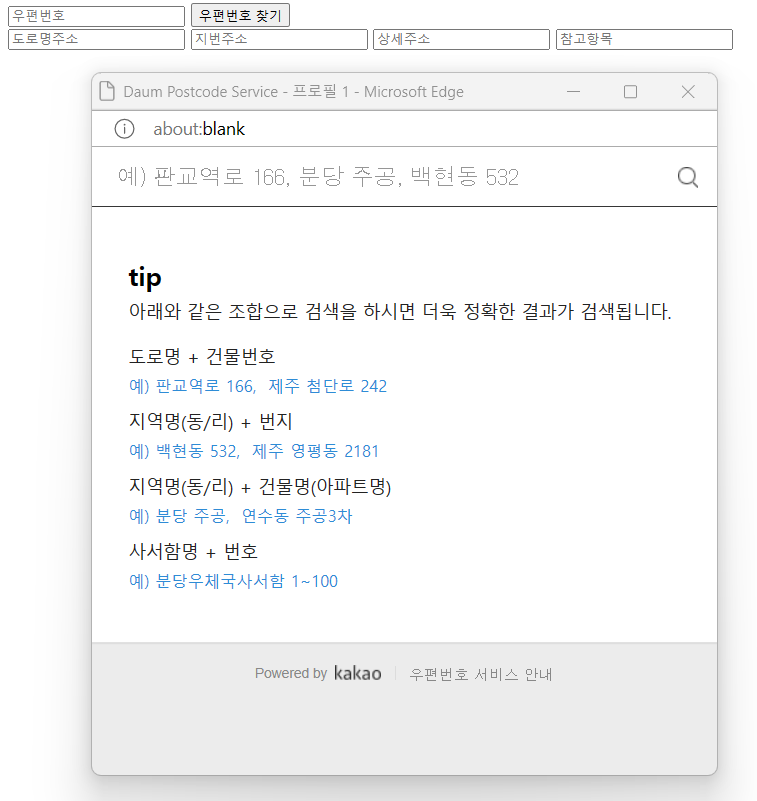 우편번호 우편번호 찾기
도로명주소 지번주소 상세주소 참고항목
Daum Postcode Service - 프로필 1 - Microsoft Edge
about:blank
예) 판교역로 166, 분당 주공, 백현동 532
tip
아래와 같은 조합으로 검색을 하시면 더욱 정확한 결과가 검색됩니다.
도로명 + 건물번호
예) 판교역로 166, 제주 첨단로 242
지역명(동/리) + 번지
예) 백현동 532, 제주 영평동 2181
지역명(동/리) + 건물명(아파트명)
예) 분당 주공, 연수동 주공3차
사서함명 + 번호
예) 분당우체국사서함 1~100
Powered by kakao 우편번호 서비스 안내